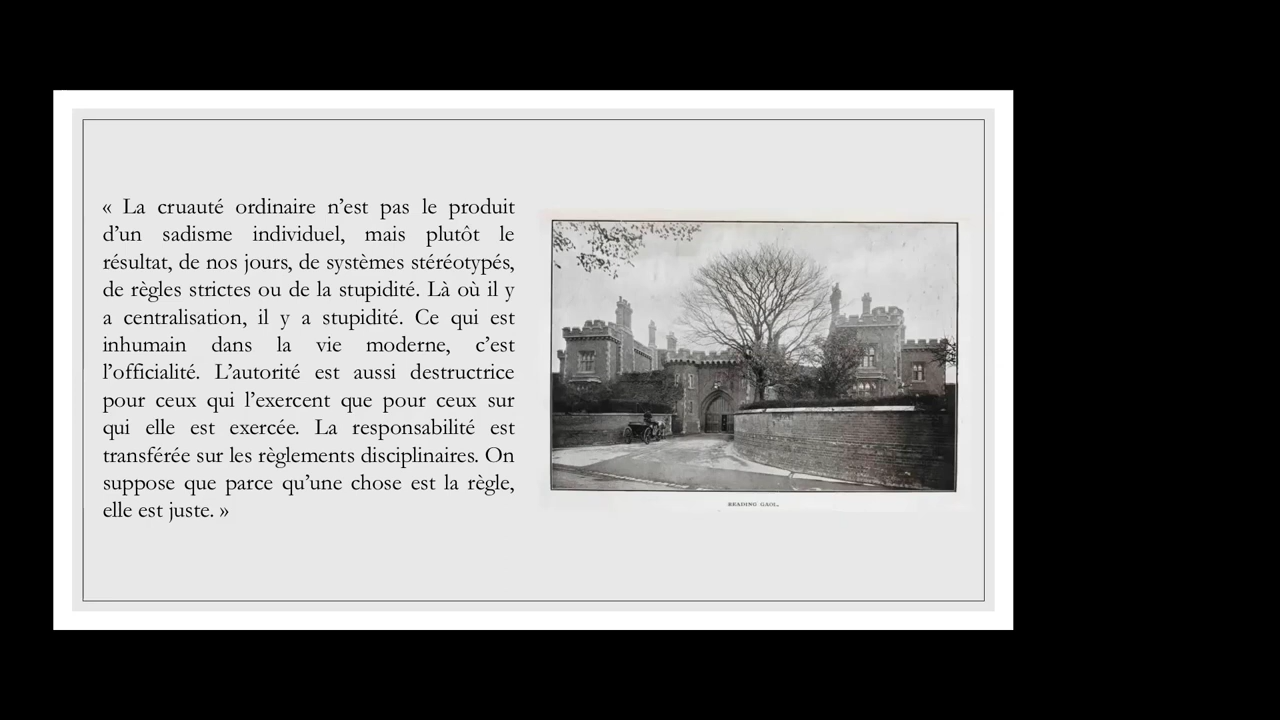 « La cruauté ordinaire n’est pas le produit
d’un sadisme individuel, mais plutôt le
résultat, de nos jours, de systèmes stéréotypés,
de règles strictes ou de la stupidité. Là où il y
a centralisation, il y a stupidité. Ce qui est
inhumain dans la vie moderne, c’est
l’officialité. L’autorité est aussi destructrice
pour ceux qui l’exercent que pour ceux sur
qui elle est exercée. La responsabilité est
transférée sur les règlements disciplinaires. On
suppose que parce qu’une chose est la règle,
elle est juste. »
READING GAOL.